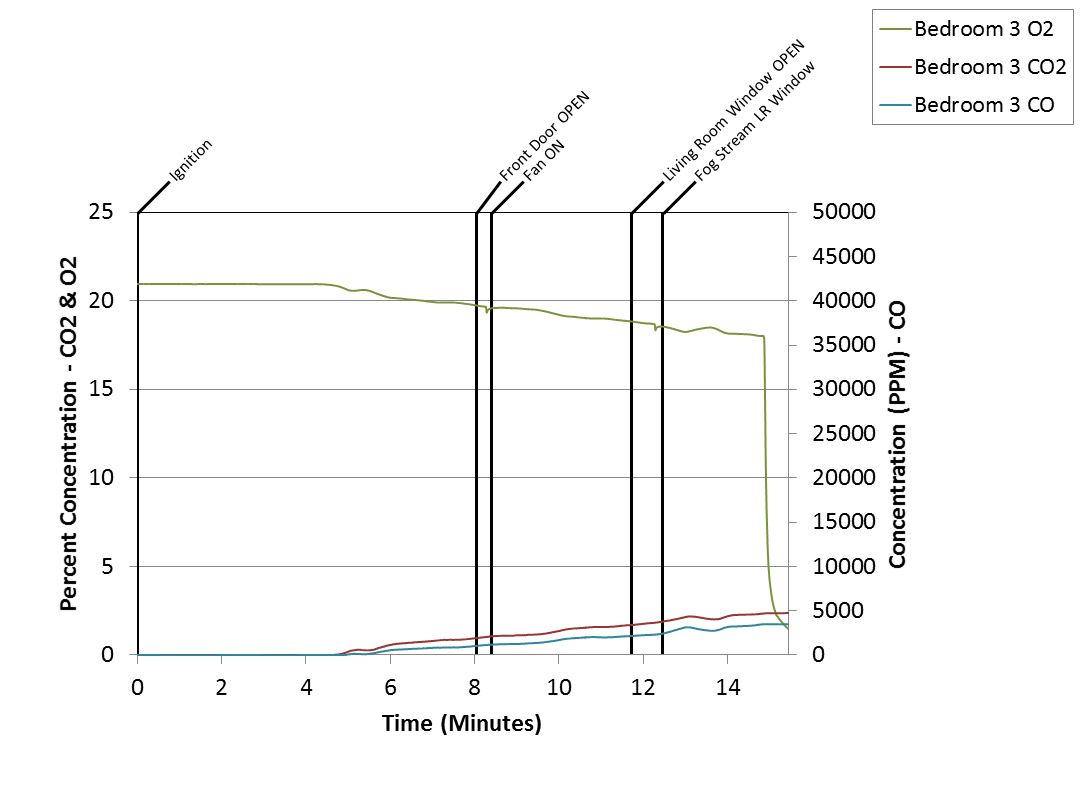 Bedroom 3 O2
Bedroom 3 CO2
Bedroom 3 CO
Ignition
Front Door OPEN
Fan ON
Living Room Window OPEN
Fog Stream LR Window
Percent Concentration - CO2 & O2
25
20
15
10
5
0
50000
45000
40000
35000
30000
25000
20000
15000
10000
5000
0
Concentration (PPM) - CO
0 2 4 6 8 10 12 14
Time (Minutes)